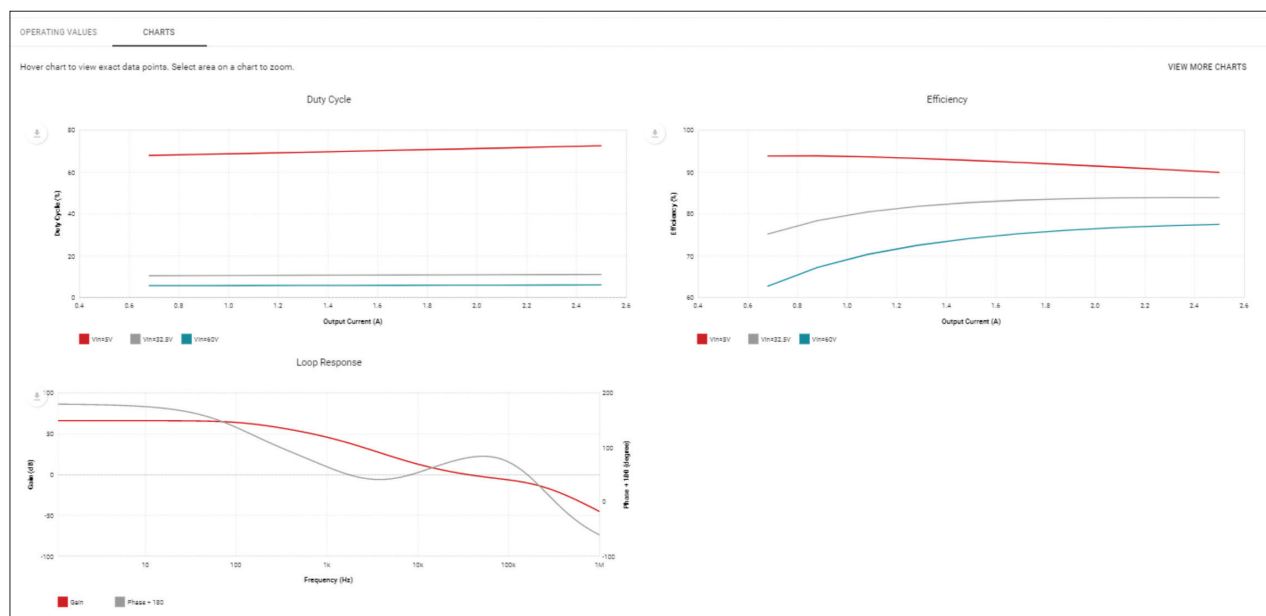 OPERATING VALUES CHARTS
Hover chart to view exact data points. Select area on a chart to zoom. VIEW MORE CHARTS
Duty Cycle
80
60
40
20
0
Duty Cycle (%)
0.4 0.6 0.8 1.0 1.2 1.4 1.6 1.8 2.0 2.2 2.4 2.6
Output Current (A)
Vin=5V Vin=32.5V Vin=60V
Efficiency
100
90
80
70
60
Efficiency (%)
0.4 0.6 0.8 1.0 1.2 1.4 1.6 1.8 2.0 2.2 2.4 2.6
Output Current (A)
Vin=5V Vin=32.5V Vin=60V
Loop Response
100
50
0
-50
-100
Gain (dB)
200
100
0
-100
Phase + 180 (degree)
10 100 1k 10k 100k 1M
Frequency (Hz)
Gain Phase + 180